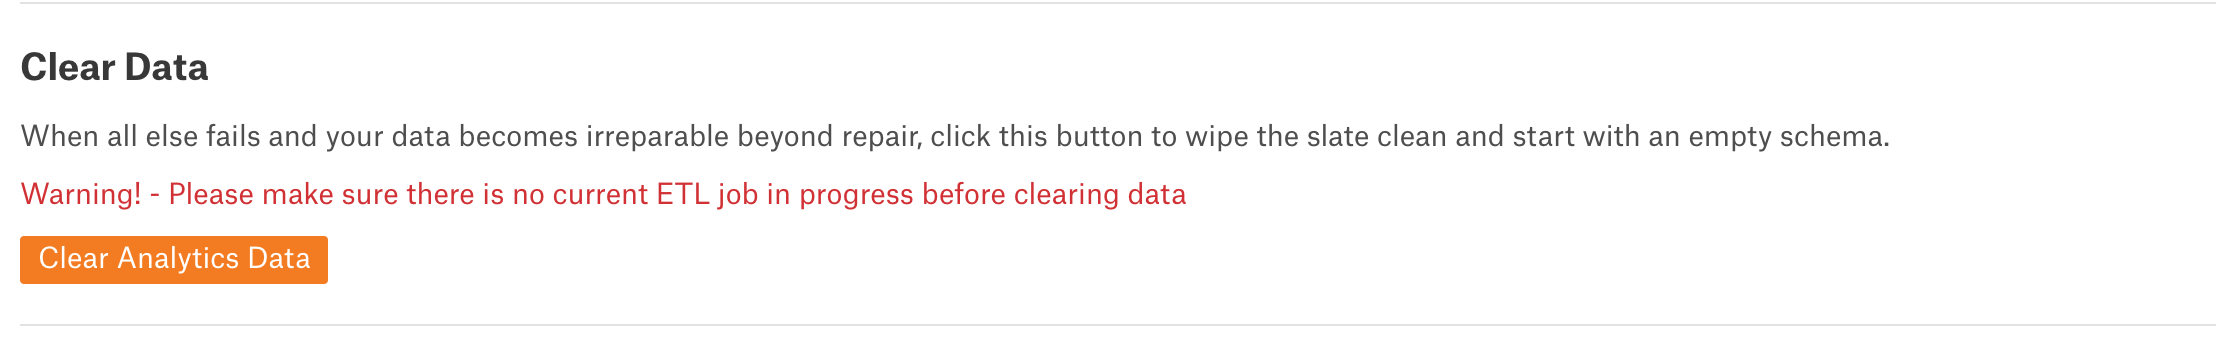 Clear Data
When all else fails and your data becomes irreparable beyond repair, click this button to wipe the slate clean and start with an empty schema.
Warning! - Please make sure there is no current ETL job in progress before clearing data
Clear Analytics Data